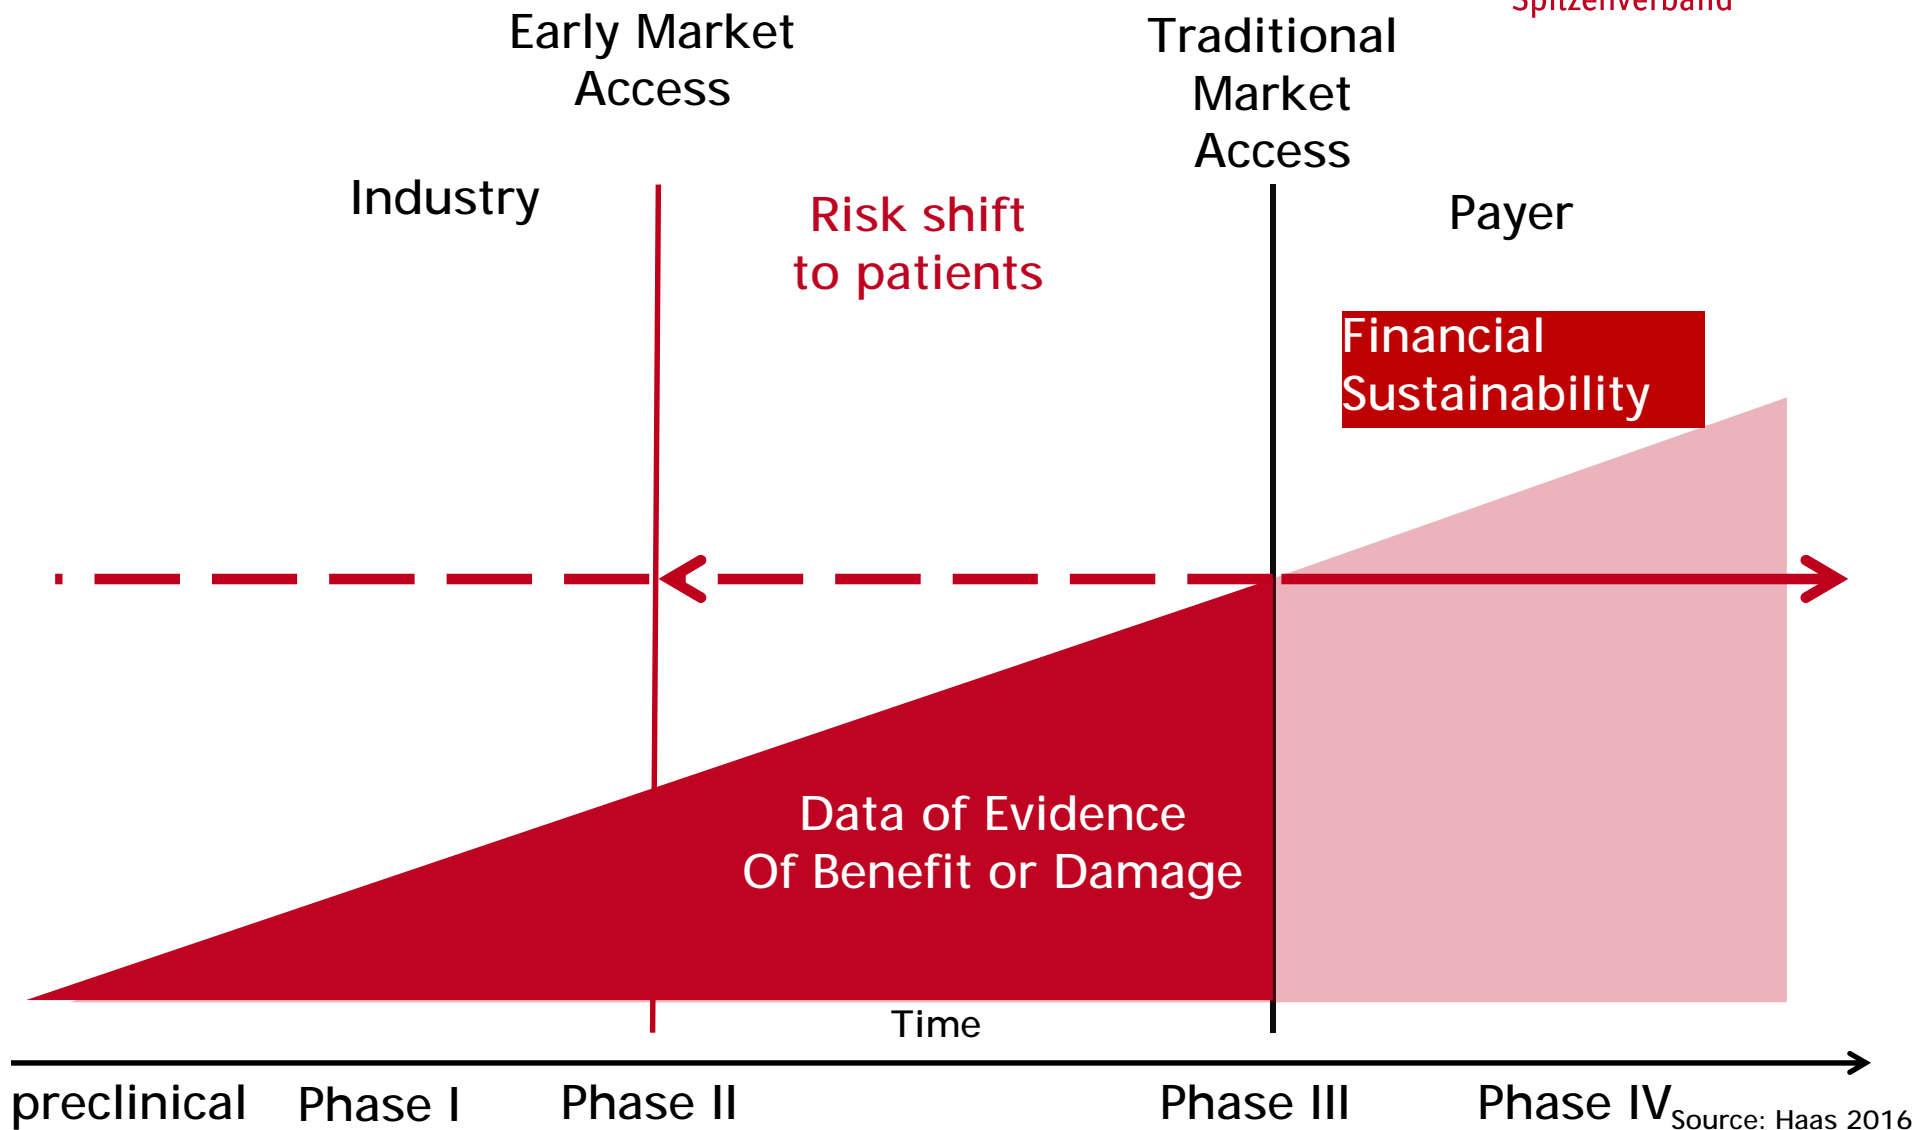 Spitzenverband
Early Market
Access
Traditional
Market
Access
Industry
Risk shift
to patients
Payer
Financial
Sustainability
Data of Evidence
Of Benefit or Damage
Time
preclinical
Phase I
Phase II
Phase III
Phase IV
Source: Haas 2016